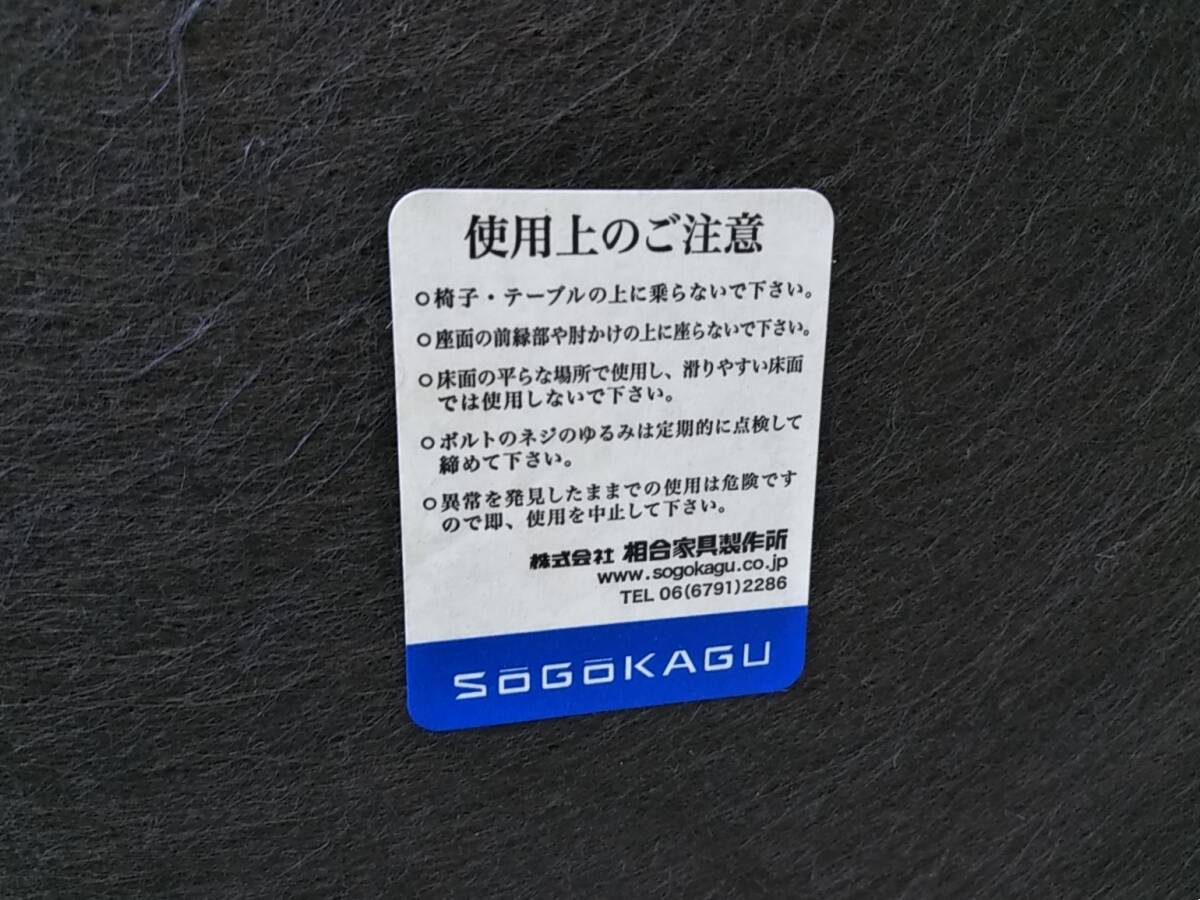 使用上のご注意
○椅子・テーブルの上に乗らないで下さい。
○座面の前縁部や肘かけの上に座らないで下さい。
○床面の平らな場所で使用し、滑りやすい床面
では使用しないで下さい。
○ボルトのネジのゆるみは定期的に点検して
締めて下さい。
○異常を発見したままでの使用は危険です
ので即、使用を中止して下さい。
株式会社 相合家具製作所
www.sogokagu.co.jp
TEL 06(6791)2286
SŌGŌKAGU